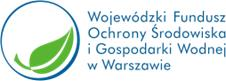 Wojewódzki Fundusz
Ochrony Środowiska
i Gospodarki Wodnej
w Warszawie